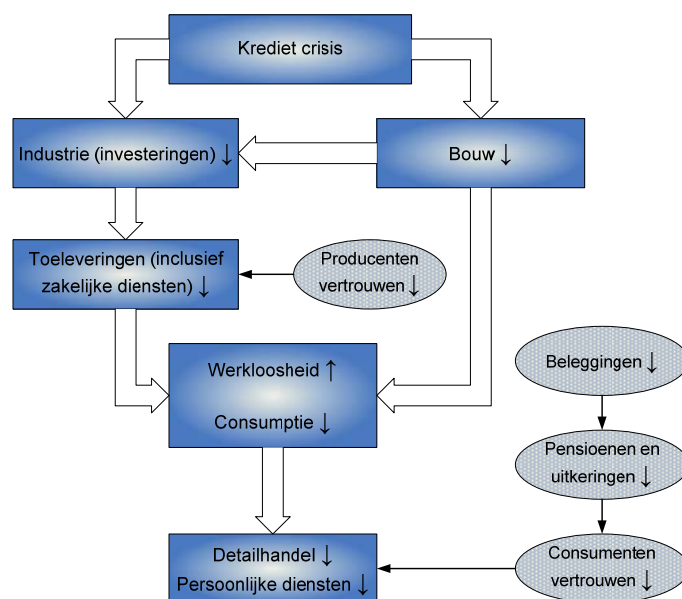 Krediet crisis
Industrie (investeringen) ↓
Bouw ↓
Toeleveringen (inclusief
zakelijke diensten) ↓
Producenten
vertrouwen ↓
Werkloosheid ↑
Consumptie ↓
Beleggingen ↓
Pensioenen en
uitkeringen ↓
Detailhandel ↓
Persoonlijke diensten ↓
Consumenten
vertrouwen ↓